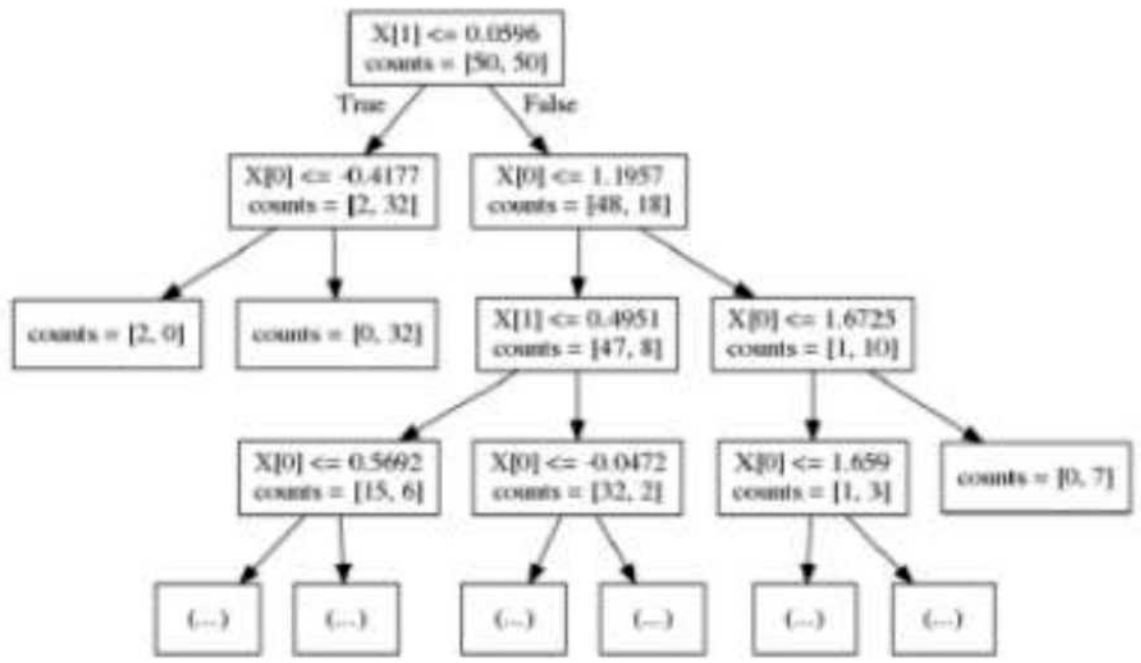 X[1] <= 0.0596
counts = [50, 50]
True
False
X[0] <= -0.4177
counts = [2, 32]
X[0] <= 1.1957
counts = [48, 18]
counts = [2, 0]
counts = [0, 32]
X[1] <= 0.4951
counts = [47, 8]
X[0] <= 1.6725
counts = [1, 10]
X[0] <= 0.5692
counts = [15, 6]
X[0] <= -0.0472
counts = [32, 2]
X[0] <= 1.659
counts = [1, 3]
counts = [0, 7]
(...)
(...)
(...)
(...)
(...)
(...)